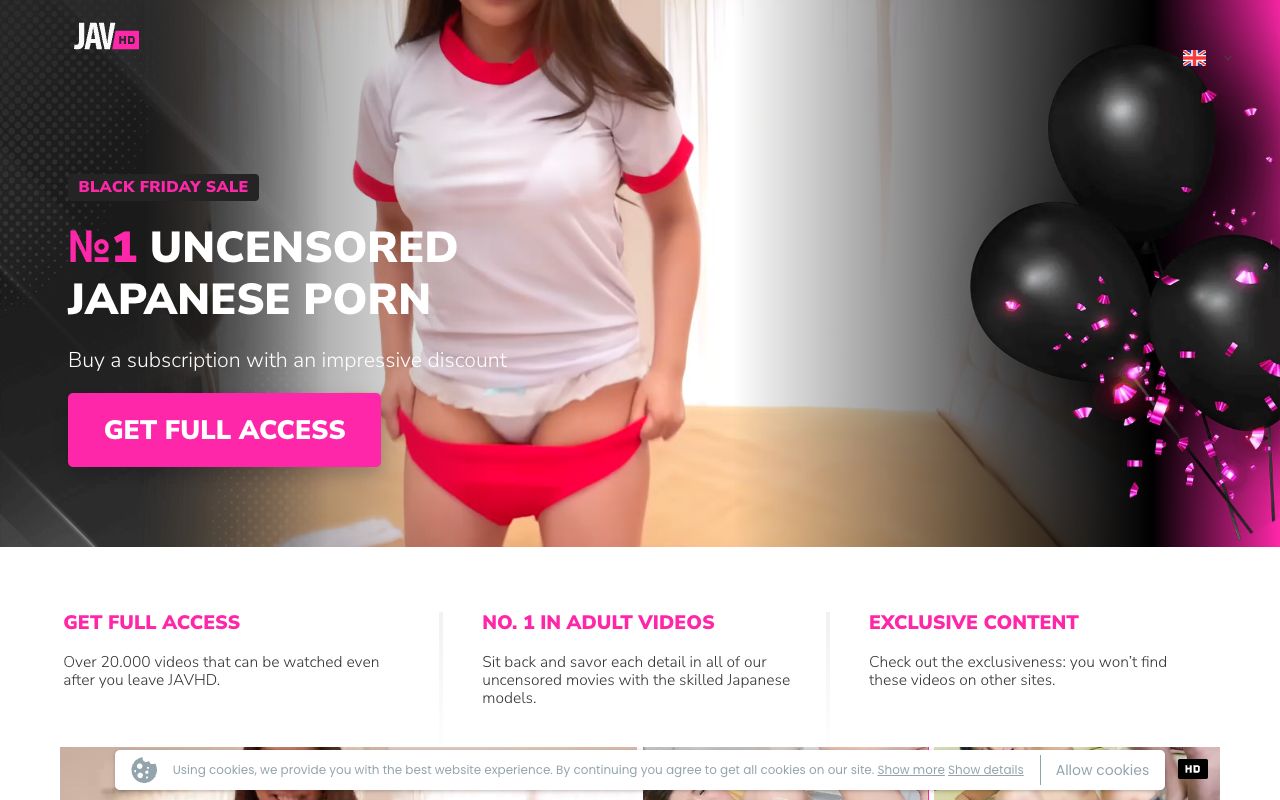 JAV HD
BLACK FRIDAY SALE
№1 UNCENSORED
JAPANESE PORN
Buy a subscription with an impressive discount
GET FULL ACCESS
GET FULL ACCESS
Over 20.000 videos that can be watched even
after you leave JAVHD.
NO. 1 IN ADULT VIDEOS
Sit back and savor each detail in all of our
uncensored movies with the skilled Japanese
models.
EXCLUSIVE CONTENT
Check out the exclusiveness: you won't find
these videos on other sites.
Using cookies, we provide you with the best website experience. By continuing you agree to get all cookies on our site. Show more Show details
Allow cookies
HD